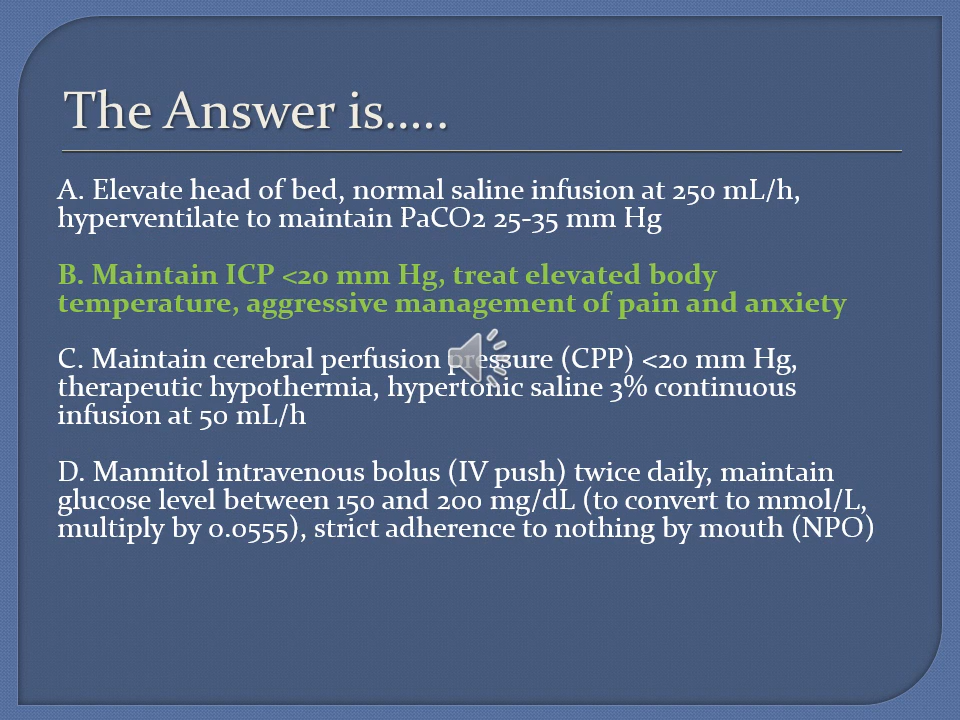 The Answer is…..
A. Elevate head of bed, normal saline infusion at 250 mL/h,
hyperventilate to maintain PaCO2 25-35 mm Hg
B. Maintain ICP <20 mm Hg, treat elevated body
temperature, aggressive management of pain and anxiety
C. Maintain cerebral perfusion pressure (CPP) <20 mm Hg,
therapeutic hypothermia, hypertonic saline 3% continuous
infusion at 50 mL/h
D. Mannitol intravenous bolus (IV push) twice daily, maintain
glucose level between 150 and 200 mg/dL (to convert to mmol/L,
multiply by 0.0555), strict adherence to nothing by mouth (NPO)